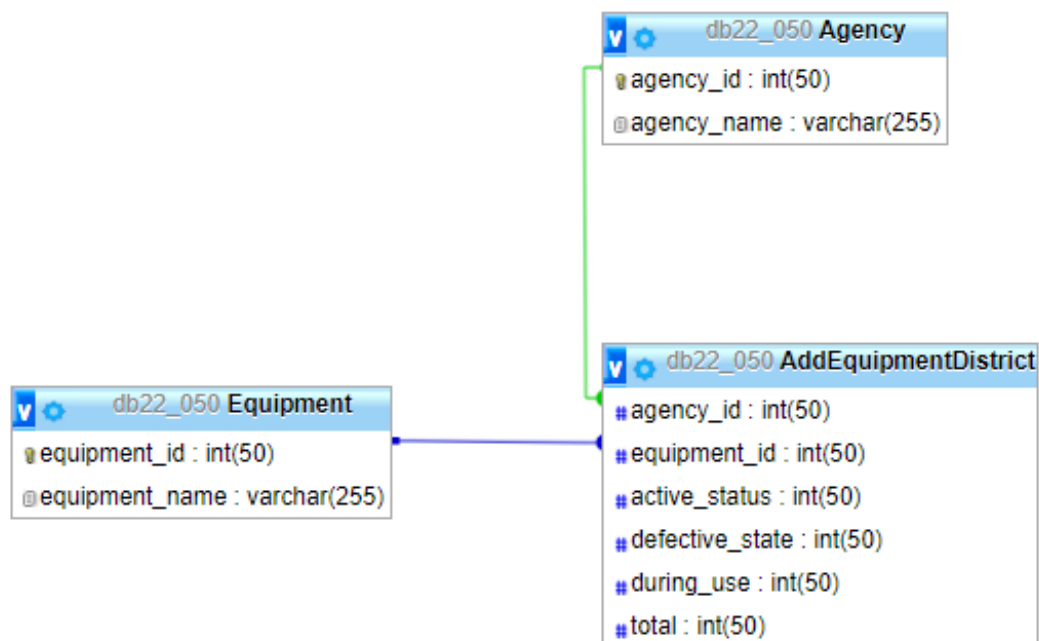 db22_050 Agency
agency_id : int(50)
agency_name : varchar(255)
db22_050 Equipment
equipment_id : int(50)
equipment_name : varchar(255)
db22_050 AddEquipmentDistrict
agency_id : int(50)
equipment_id : int(50)
active_status : int(50)
defective_state : int(50)
during_use : int(50)
total : int(50)